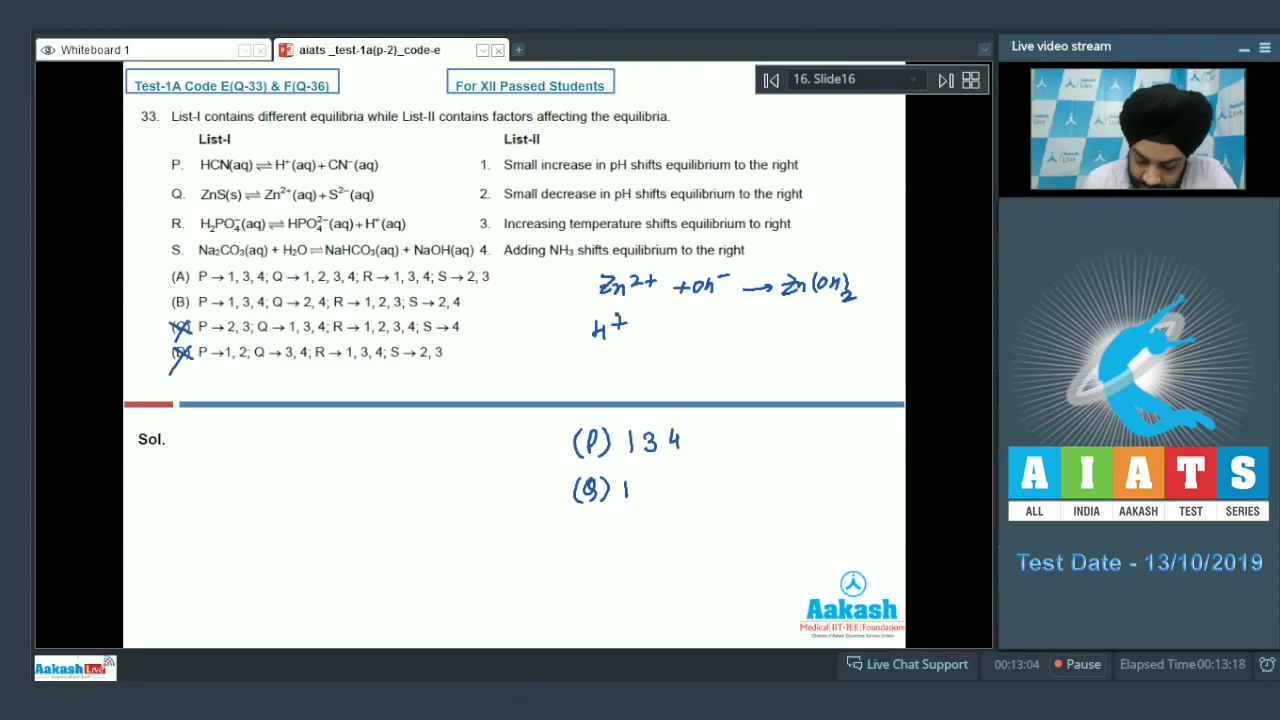 Whiteboard 1
aiats _test-1a(p-2)_code-e
Live video stream
Test-1A Code E(Q-33) & F(Q-36)
For XII Passed Students
16. Slide16
33. List-I contains different equilibria while List-II contains factors affecting the equilibria.
List-I List-II
P. HCN(aq) ⇌ H⁺(aq) + CN⁻(aq) 1. Small increase in pH shifts equilibrium to the right
Q. ZnS(s) ⇌ Zn²⁺(aq) + S²⁻(aq) 2. Small decrease in pH shifts equilibrium to the right
R. H₂PO₄⁻(aq) ⇌ HPO₄²⁻(aq) + H⁺(aq) 3. Increasing temperature shifts equilibrium to right
S. Na₂CO₃(aq) + H₂O ⇌ NaHCO₃(aq) + NaOH(aq) 4. Adding NH₃ shifts equilibrium to the right
(A) P → 1, 3, 4; Q → 1, 2, 3, 4; R → 1, 3, 4; S → 2, 3
(B) P → 1, 3, 4; Q → 2, 4; R → 1, 2, 3; S → 2, 4
(C) P → 2, 3; Q → 1, 3, 4; R → 1, 2, 3, 4; S → 4
(D) P →1, 2; Q → 3, 4; R → 1, 3, 4; S → 2, 3
Zn²⁺ + OH⁻ → Zn(OH)₂
H⁺
Sol.
(P) 1 3 4
(Q) 1
Aakash
Medical|IIT-JEE|Foundations
(Divisions of Aakash Educational Services Limited)
A I A T S
ALL INDIA AAKASH TEST SERIES
Test Date - 13/10/2019
Aakash Live
Live Chat Support
00:13:04
Pause
Elapsed Time 00:13:18